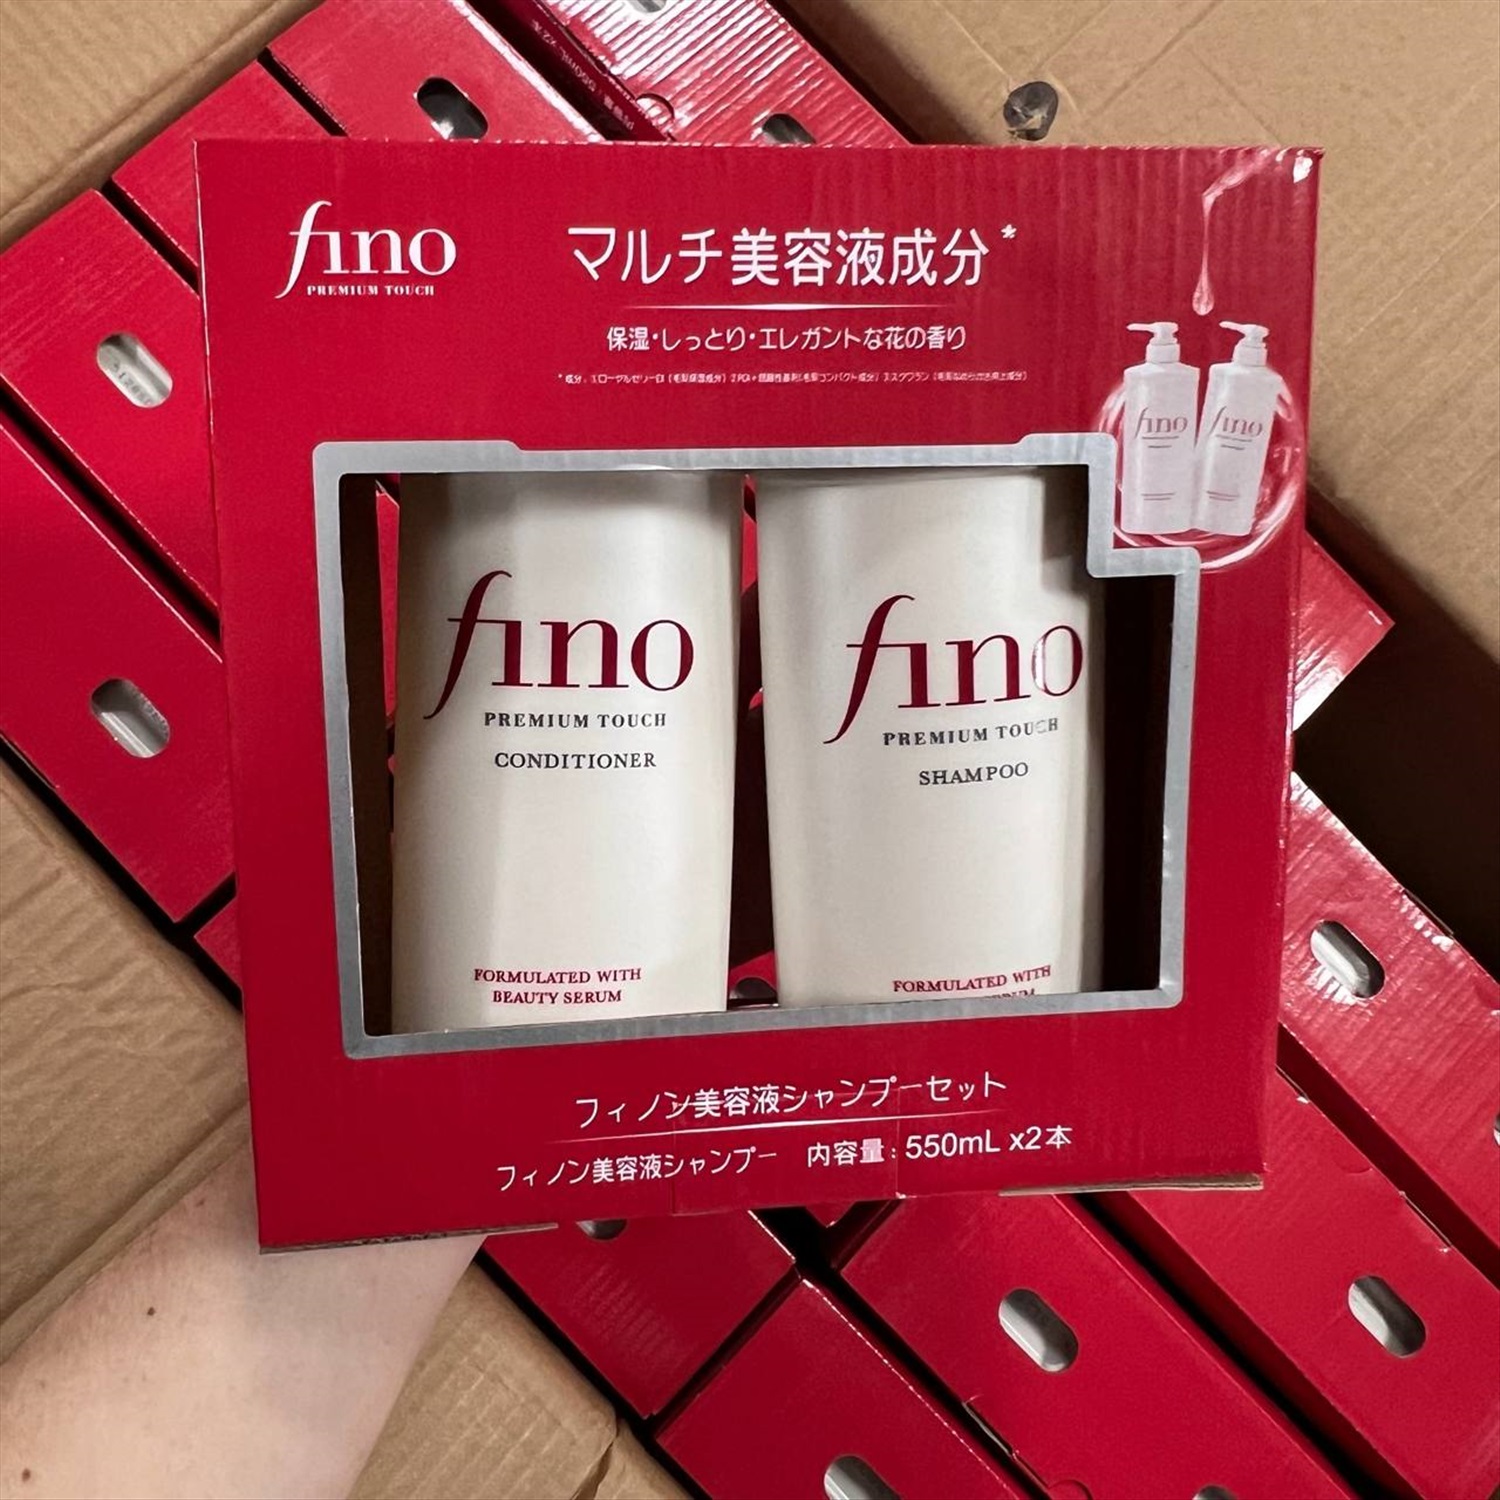 fino
PREMIUM TOUCH
マルチ美容液成分*
保湿・しっとり・エレガントな花の香り
fino
fino
fino
PREMIUM TOUCH
CONDITIONER
FORMULATED WITH
BEAUTY SERUM
fino
PREMIUM TOUCH
SHAMPOO
FORMULATED WITH
フィノン美容液シャンプーセット
フィノン美容液シャンプー 内容量：550mL x2本